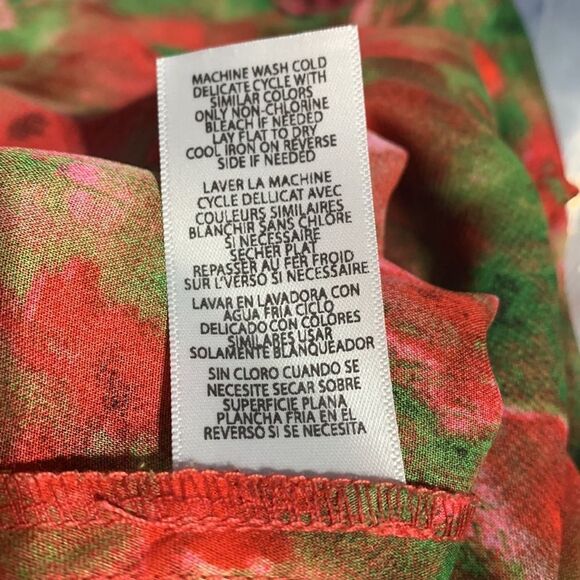 MACHINE WASH COLD
DELICATE CYCLE WITH
SIMILAR COLORS
ONLY NON-CHLORINE
BLEACH IF NEEDED
LAY FLAT TO DRY
COOL IRON ON REVERSE
SIDE IF NEEDED
LAVER LA MACHINE
CYCLE DELLICAT AVEC
COULEURS SIMILAIRES
BLANCHIR SANS CHLORE
SI NECESSAIRE
SECHER PLAT
REPASSER AU FER FROID
SUR L'VERSO SI NECESSAIRE
LAVAR EN LAVADORA CON
AGUA FRIA CICLO
DELICADO CON COLORES
SIMILABES USAR
SOLAMENTE BLANQUEADOR
SIN CLORO CUANDO SE
NECESITE SECAR SOBRE
SUPERFICIE PLANA
PLANCHA FRIA EN EL
REVERSO SI SE NECESITA